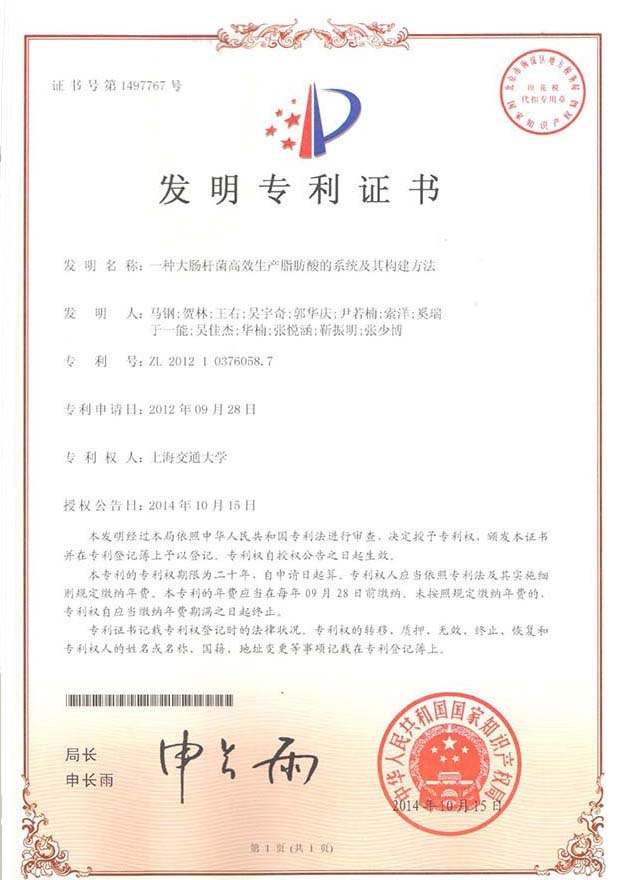 证书号第1497767号
北京市海淀区地方税务局
印花税
代扣专用章
国家知识产权局
发明专利证书
发 明 名 称：一种大肠杆菌高效生产脂肪酸的系统及其构建方法
发 明 人：马钢;贺林;王右;吴宇奇;郭华庆;尹若楠;索洋;奚瑞
于一能;吴佳杰;华楠;张悦涵;靳振明;张少博
专 利 号：ZL 2012 1 0376058.7
专利申请日：2012年09月28日
专 利 权 人：上海交通大学
授权公告日：2014年10月15日
本发明经过本局依照中华人民共和国专利法进行审查，决定授予专利权，颁发本证书
并在专利登记簿上予以登记。专利权自授权公告之日起生效。
本专利的专利权期限为二十年，自申请日起算。专利权人应当依照专利法及其实施细
则规定缴纳年费。本专利的年费应当在每年09月28日前缴纳。未按照规定缴纳年费的，
专利权自应当缴纳年费期满之日起终止。
专利证书记载专利权登记时的法律状况。专利权的转移、质押、无效、终止、恢复和
专利权人的姓名或名称、国籍、地址变更等事项记载在专利登记簿上。
局长
申长雨
申长雨
中华人民共和国国家知识产权局
2014年10月15日
第 1 页 (共 1 页)